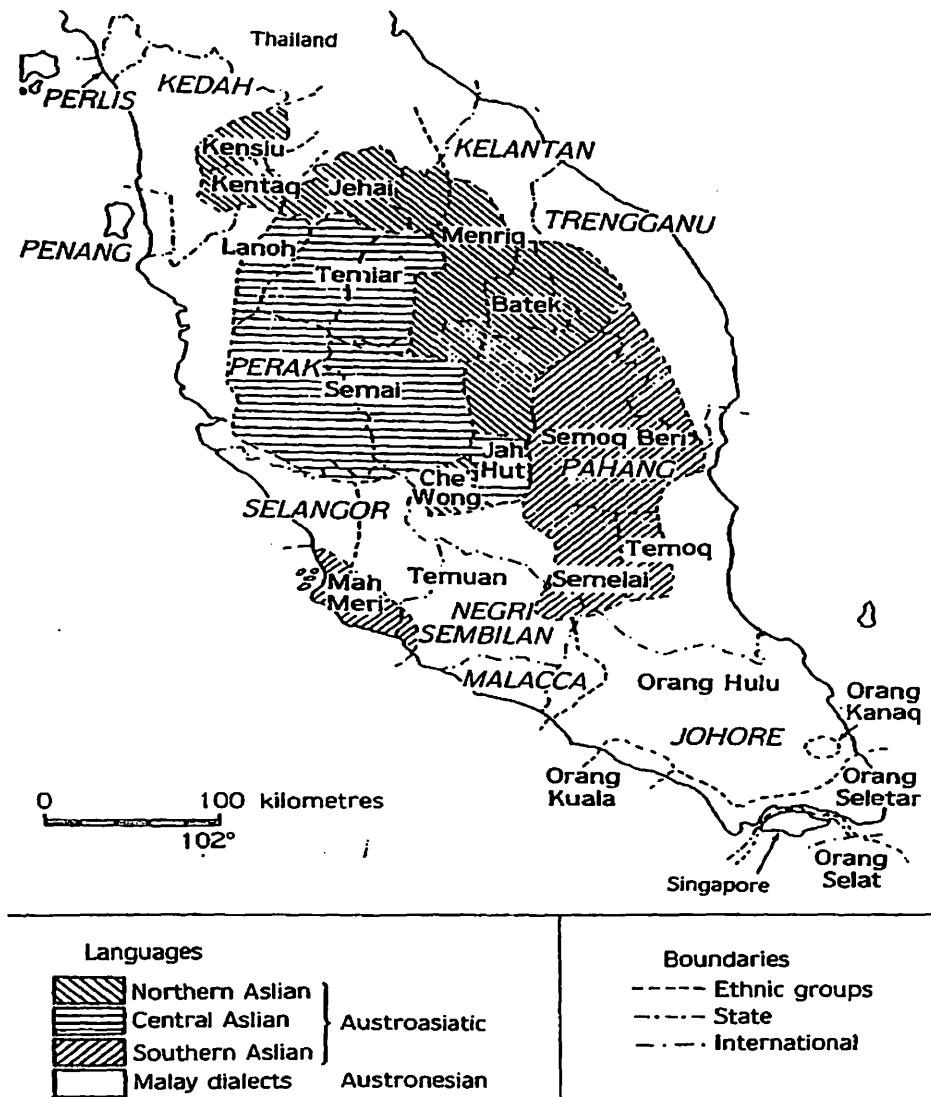 Thailand
KEDAH
PERLIS
Kensiu
KELANTAN
Kentaq
Jehai
TRENGGANU
PENANG
Lanoh
Menriq
Temiar
Batek
PERAK
Semai
Semoq Beri
Jah
Hut
PAHANG
Che
Wong
SELANGOR
Temoq
Mah
Meri
Temuan
Semelai
NEGRI
SEMBILAN
MALACCA
Orang Hulu
Orang
Kanaq
JOHORE
Orang
Kuala
Orang
Seletar
0 100 kilometres
102°
i
Orang
Selat
Singapore
Languages
Northern Aslian
Central Aslian
Austroasiatic
Southern Aslian
Malay dialects Austronesian
Boundaries
Ethnic groups
State
International